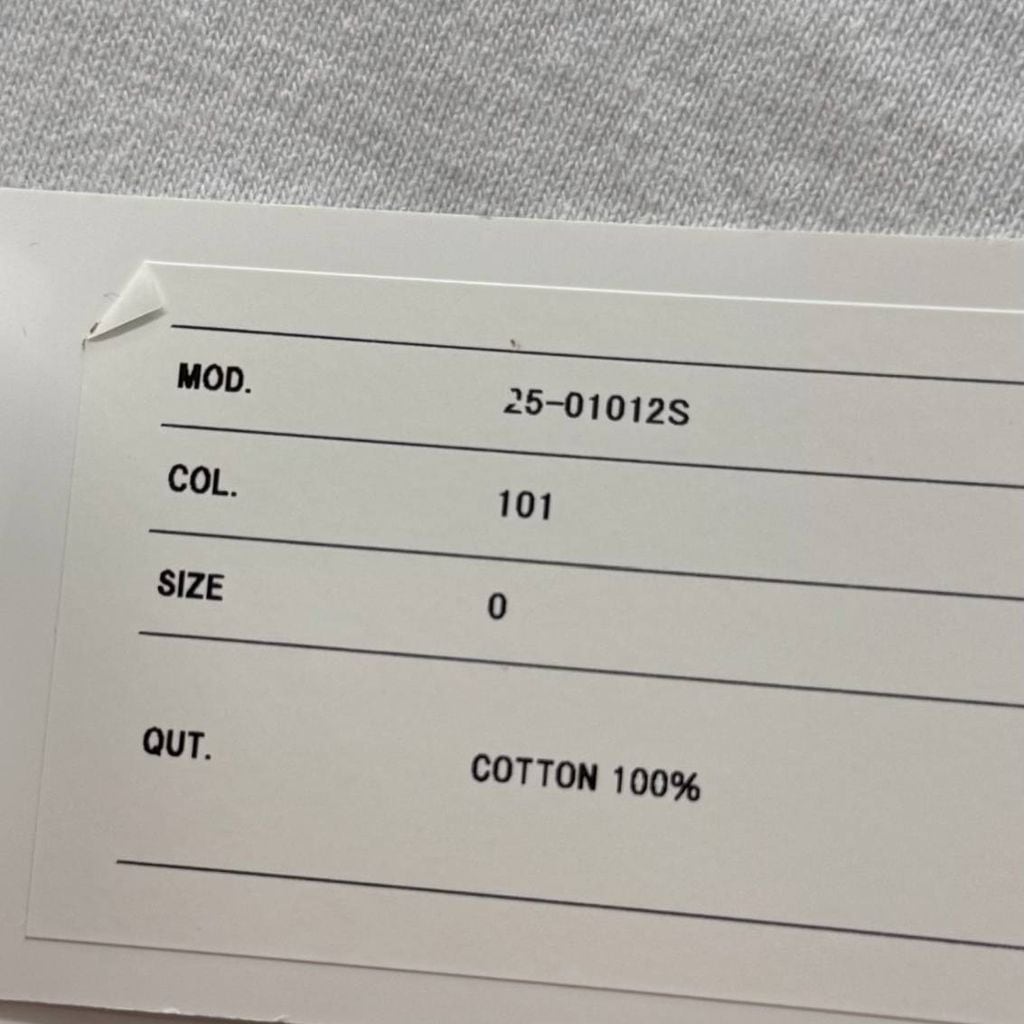 MOD. 25-01012S
COL. 101
SIZE 0
QUT. COTTON 100%